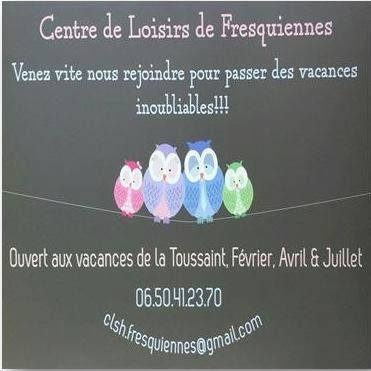 Centre de Loisirs de Fresquiennes
Venez vite nous rejoindre pour passer des vacances
inoubliables!!!
Ouvert aux vacances de la Toussaint, Février, Avril & Juillet
06.50.41.23.70
clsh.fresquiennes@gmail.com